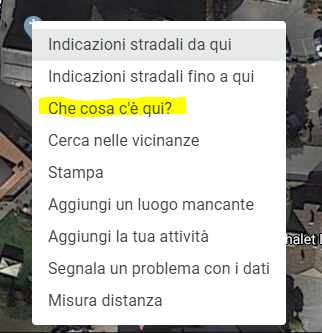 Indicazioni stradali da qui
Indicazioni stradali fino a qui
Che cosa c'è qui?
Cerca nelle vicinanze
Stampa
Aggiungi un luogo mancante
Aggiungi la tua attività
Segnala un problema con i dati
Misura distanza